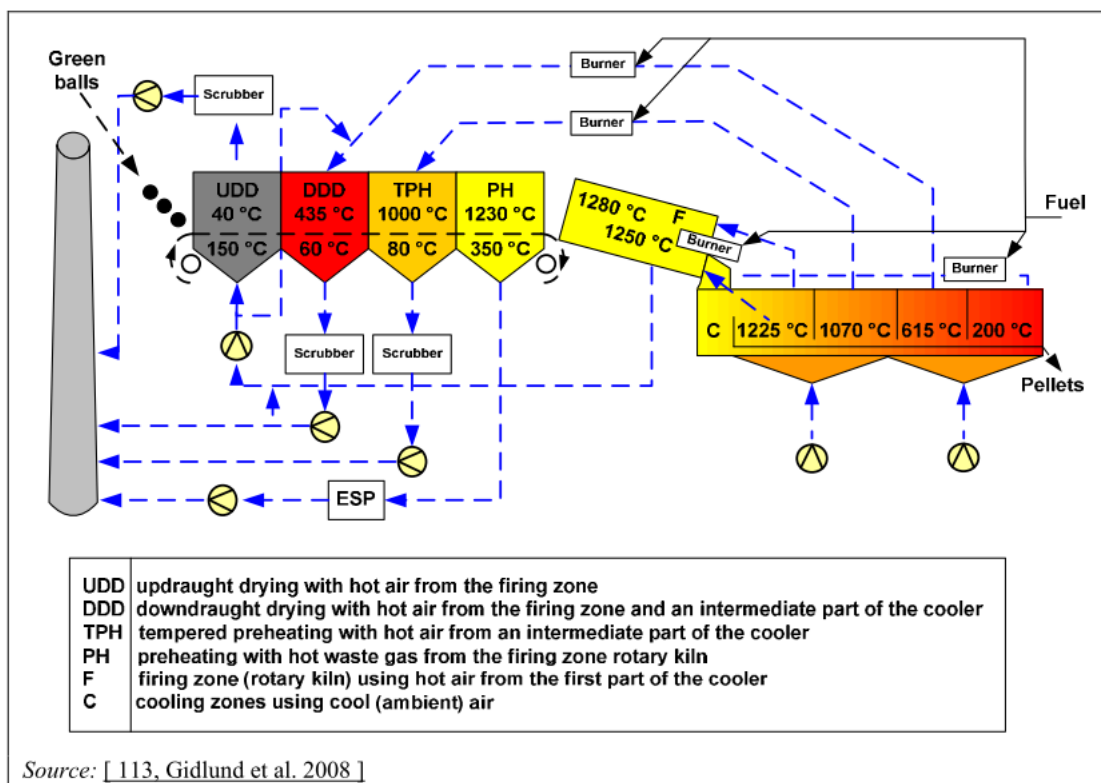 Green
balls
Scrubber
Burner
Burner
UDD
40 °C
150 °C
DDD
435 °C
60 °C
TPH
1000 °C
80 °C
PH
1230 °C
350 °C
1280 °C F
1250 °C
Burner
Fuel
Burner
C 1225 °C 1070 °C 615 °C 200 °C
Pellets
Scrubber
Scrubber
ESP
UDD updraught drying with hot air from the firing zone
DDD downdraught drying with hot air from the firing zone and an intermediate part of the cooler
TPH tempered preheating with hot air from an intermediate part of the cooler
PH preheating with hot waste gas from the firing zone rotary kiln
F firing zone (rotary kiln) using hot air from the first part of the cooler
C cooling zones using cool (ambient) air
Source: [ 113, Gidlund et al. 2008 ]